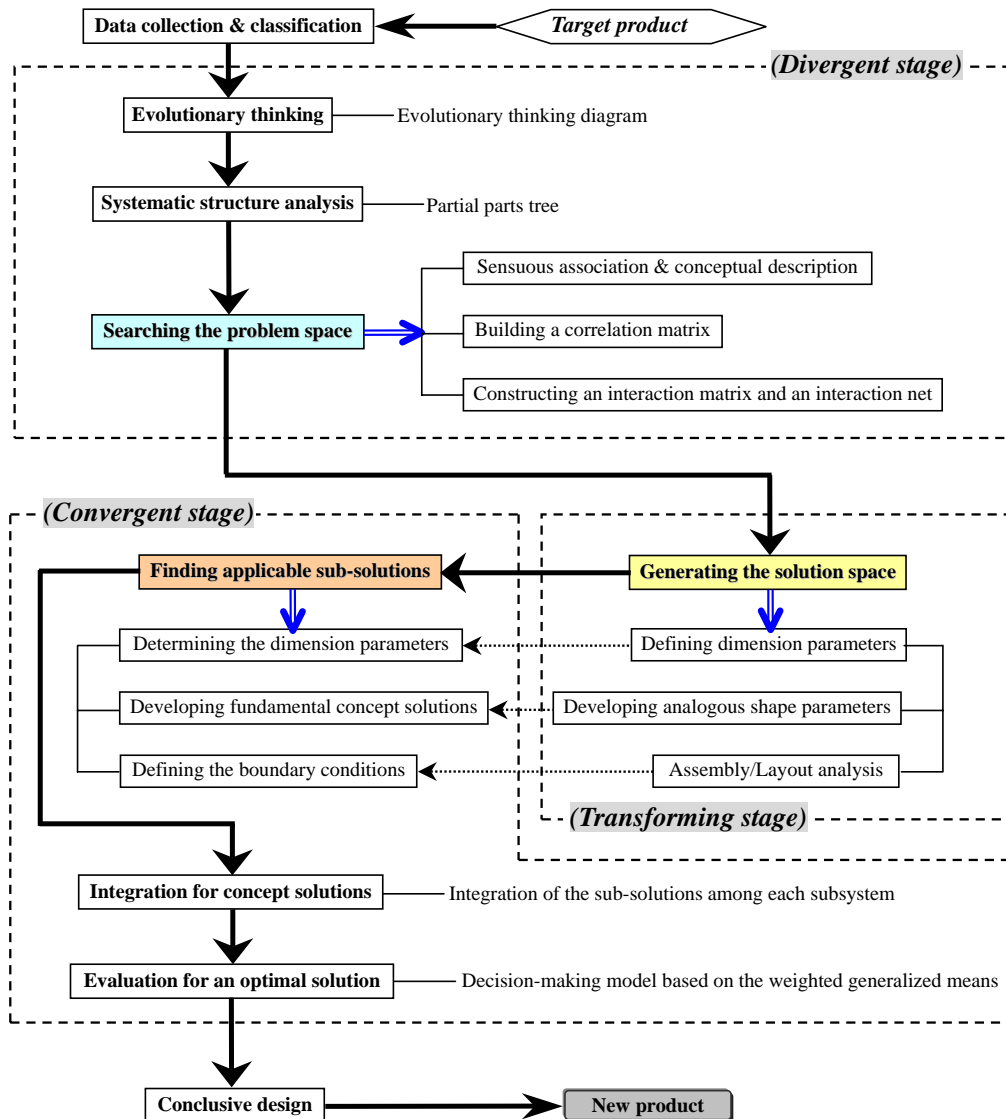 Data collection & classification
Target product
(Divergent stage)
Evolutionary thinking
Evolutionary thinking diagram
Systematic structure analysis
Partial parts tree
Sensuous association & conceptual description
Searching the problem space
Building a correlation matrix
Constructing an interaction matrix and an interaction net
(Convergent stage)
Finding applicable sub-solutions
Generating the solution space
Determining the dimension parameters
Defining dimension parameters
Developing fundamental concept solutions
Developing analogous shape parameters
Defining the boundary conditions
Assembly/Layout analysis
(Transforming stage)
Integration for concept solutions
Integration of the sub-solutions among each subsystem
Evaluation for an optimal solution
Decision-making model based on the weighted generalized means
Conclusive design
New product